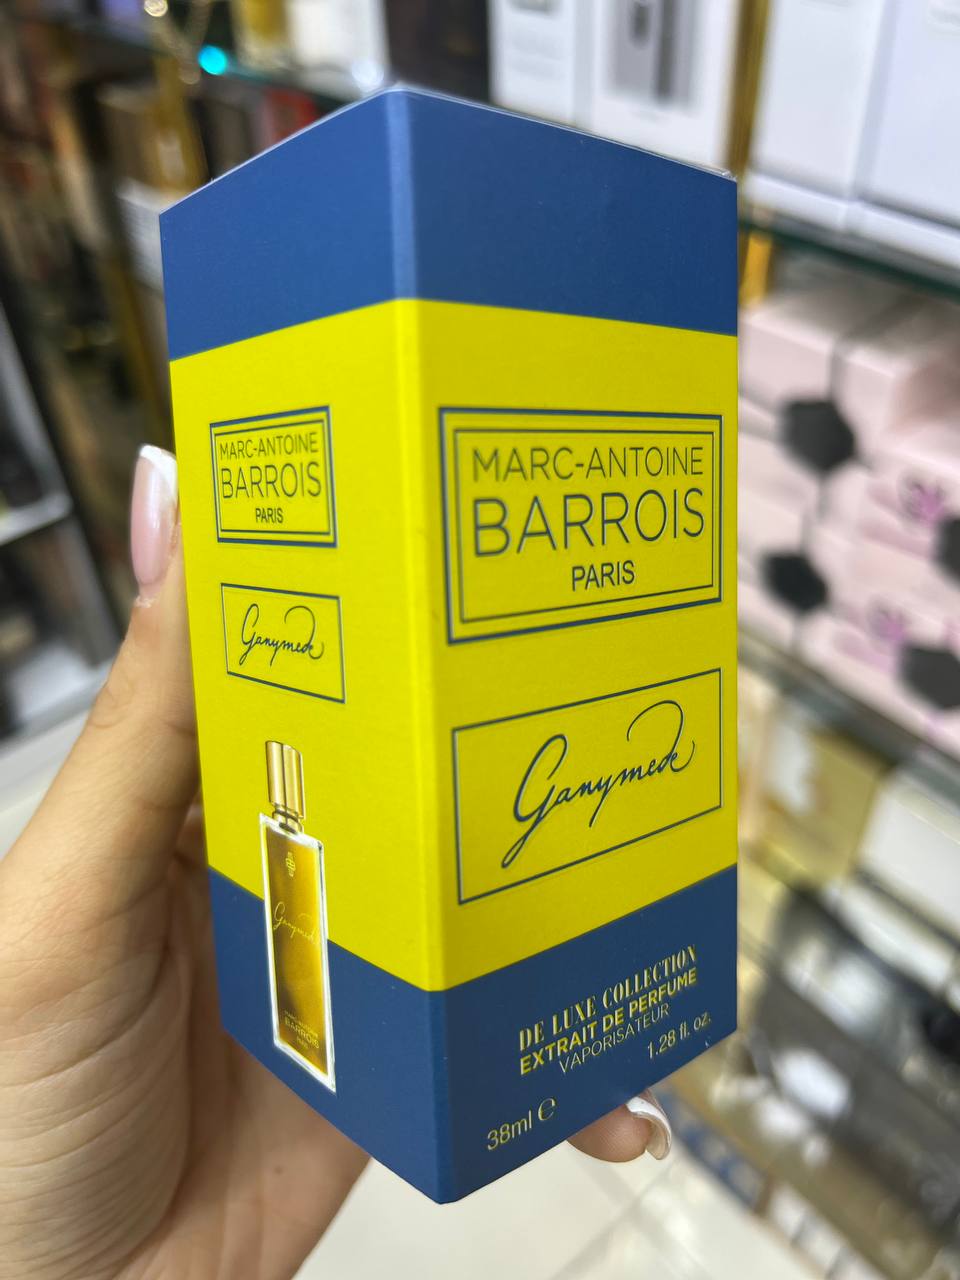 MARC-ANTOINE
BARROIS
PARIS
Ganymede
Ganymede
BARROIS
MARC-ANTOINE
BARROIS
PARIS
Ganymede
DE LUXE COLLECTION
EXTRAIT DE PERFUME
VAPORISATEUR
1.28 fl. oz.
38ml e